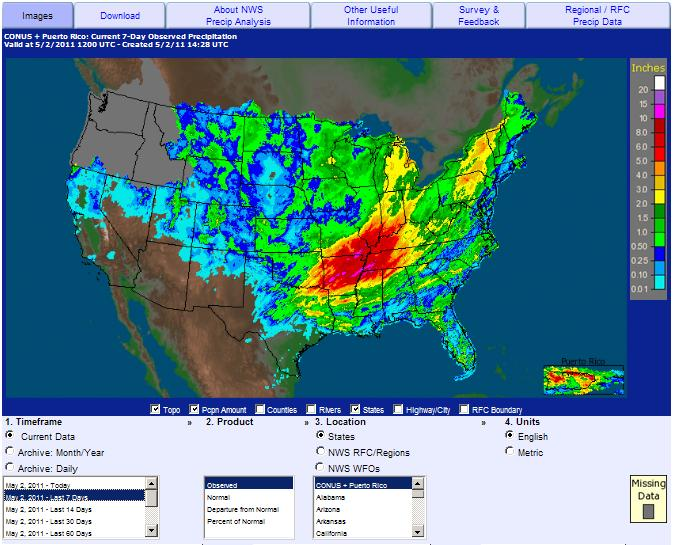 Images
Download
About NWS
Precip Analysis
Other Useful
Information
Survey &
Feedback
Regional / RFC
Precip Data
CONUS + Puerto Rico: Current 7-Day Observed Precipitation
Valid at 5/2/2011 1200 UTC - Created 5/2/11 14:28 UTC
Inches
20
15
10
8.0
6.0
5.0
4.0
3.0
2.0
1.5
1.0
0.50
0.25
0.10
0.01
Puerto Rico
Topo
Pcpn Amount
Counties
Rivers
States
Highway/City
RFC Boundary
1. Timeframe
» 2. Product
» 3. Location
» 4. Units
Current Data
States
English
Archive: Month/Year
NWS RFC/Regions
Metric
Archive: Daily
NWS WFOs
May 2, 2011 - Today
May 2, 2011 - Last 7 Days
May 2, 2011 - Last 14 Days
May 2, 2011 - Last 30 Days
May 2, 2011 - Last 60 Days
Observed
Normal
Departure from Normal
Percent of Normal
CONUS + Puerto Rico
Alabama
Arizona
Arkansas
California
Missing
Data